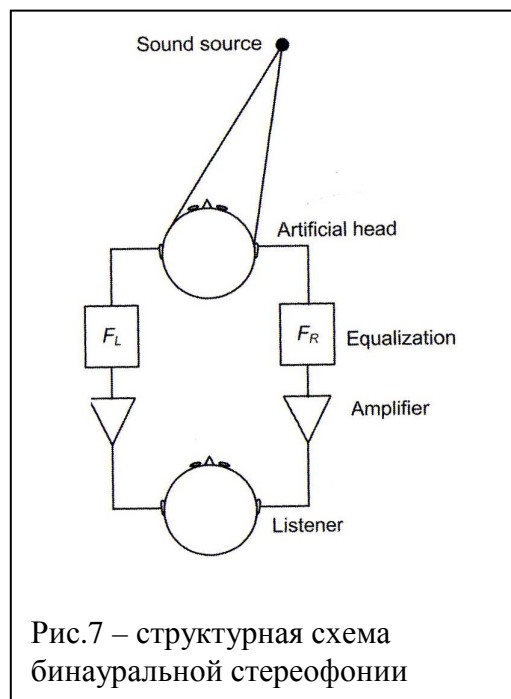 Sound source
Artificial head
F_L
F_R
Equalization
Amplifier
Listener
Рис.7 – структурная схема
бинауральной стереофонии